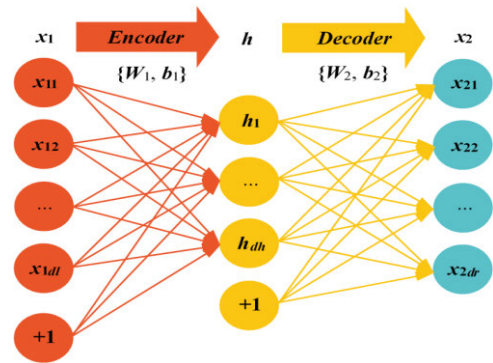 x1 Encoder h Decoder x2
{W1, b1} {W2, b2}
x11 x21
h1
x12 x22
... ... ...
hdh
x1dl x2dr
+1
+1